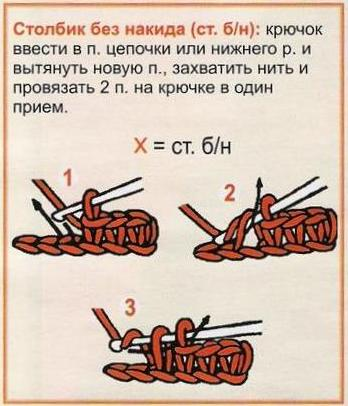 Столбик без накида (ст. б/н): крючок
ввести в п. цепочки или нижнего р. и
вытянуть новую п., захватить нить и
провязать 2 п. на крючке в один
прием.
X = ст. б/н
1
2
3